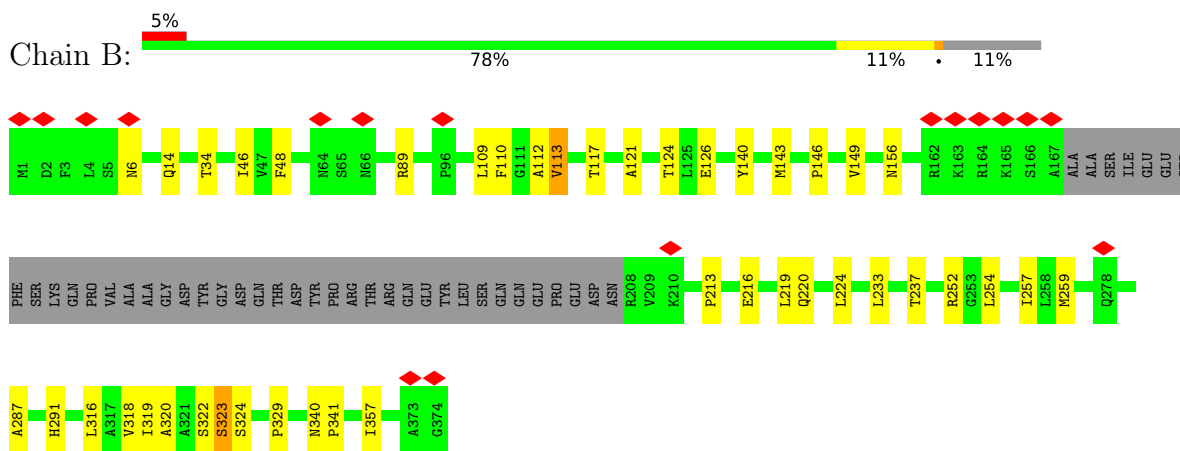 5%
Chain B:
78% 11% • 11%
M1 D2 F3 L4 S5 N6 Q14 T34 I46 V47 F48 N64 S65 N66 R89 P96 L109 F110 G111 A112 V113 T117 A121 T124 L125 E126 Y140 M143 P146 V149 N156 R162 K163 R164 K165 S166 A167 ALA ALA SER ILE GLU GLU
PHE SER LYS GLN PRO VAL ALA ALA GLY ASP TYR GLY ASP GLN THR ASP TYR PRO ARG THR ARG GLN GLU TYR LEU SER GLN GLN GLU PRO GLU ASP ASN R208 V209 K210 P213 E216 L219 Q220 L224 L233 T237 R252 G253 L254 I257 L258 M259 Q278
A287 H291 L316 A317 V318 I319 A320 A321 S322 S323 S324 P329 N340 P341 I357 A373 G374